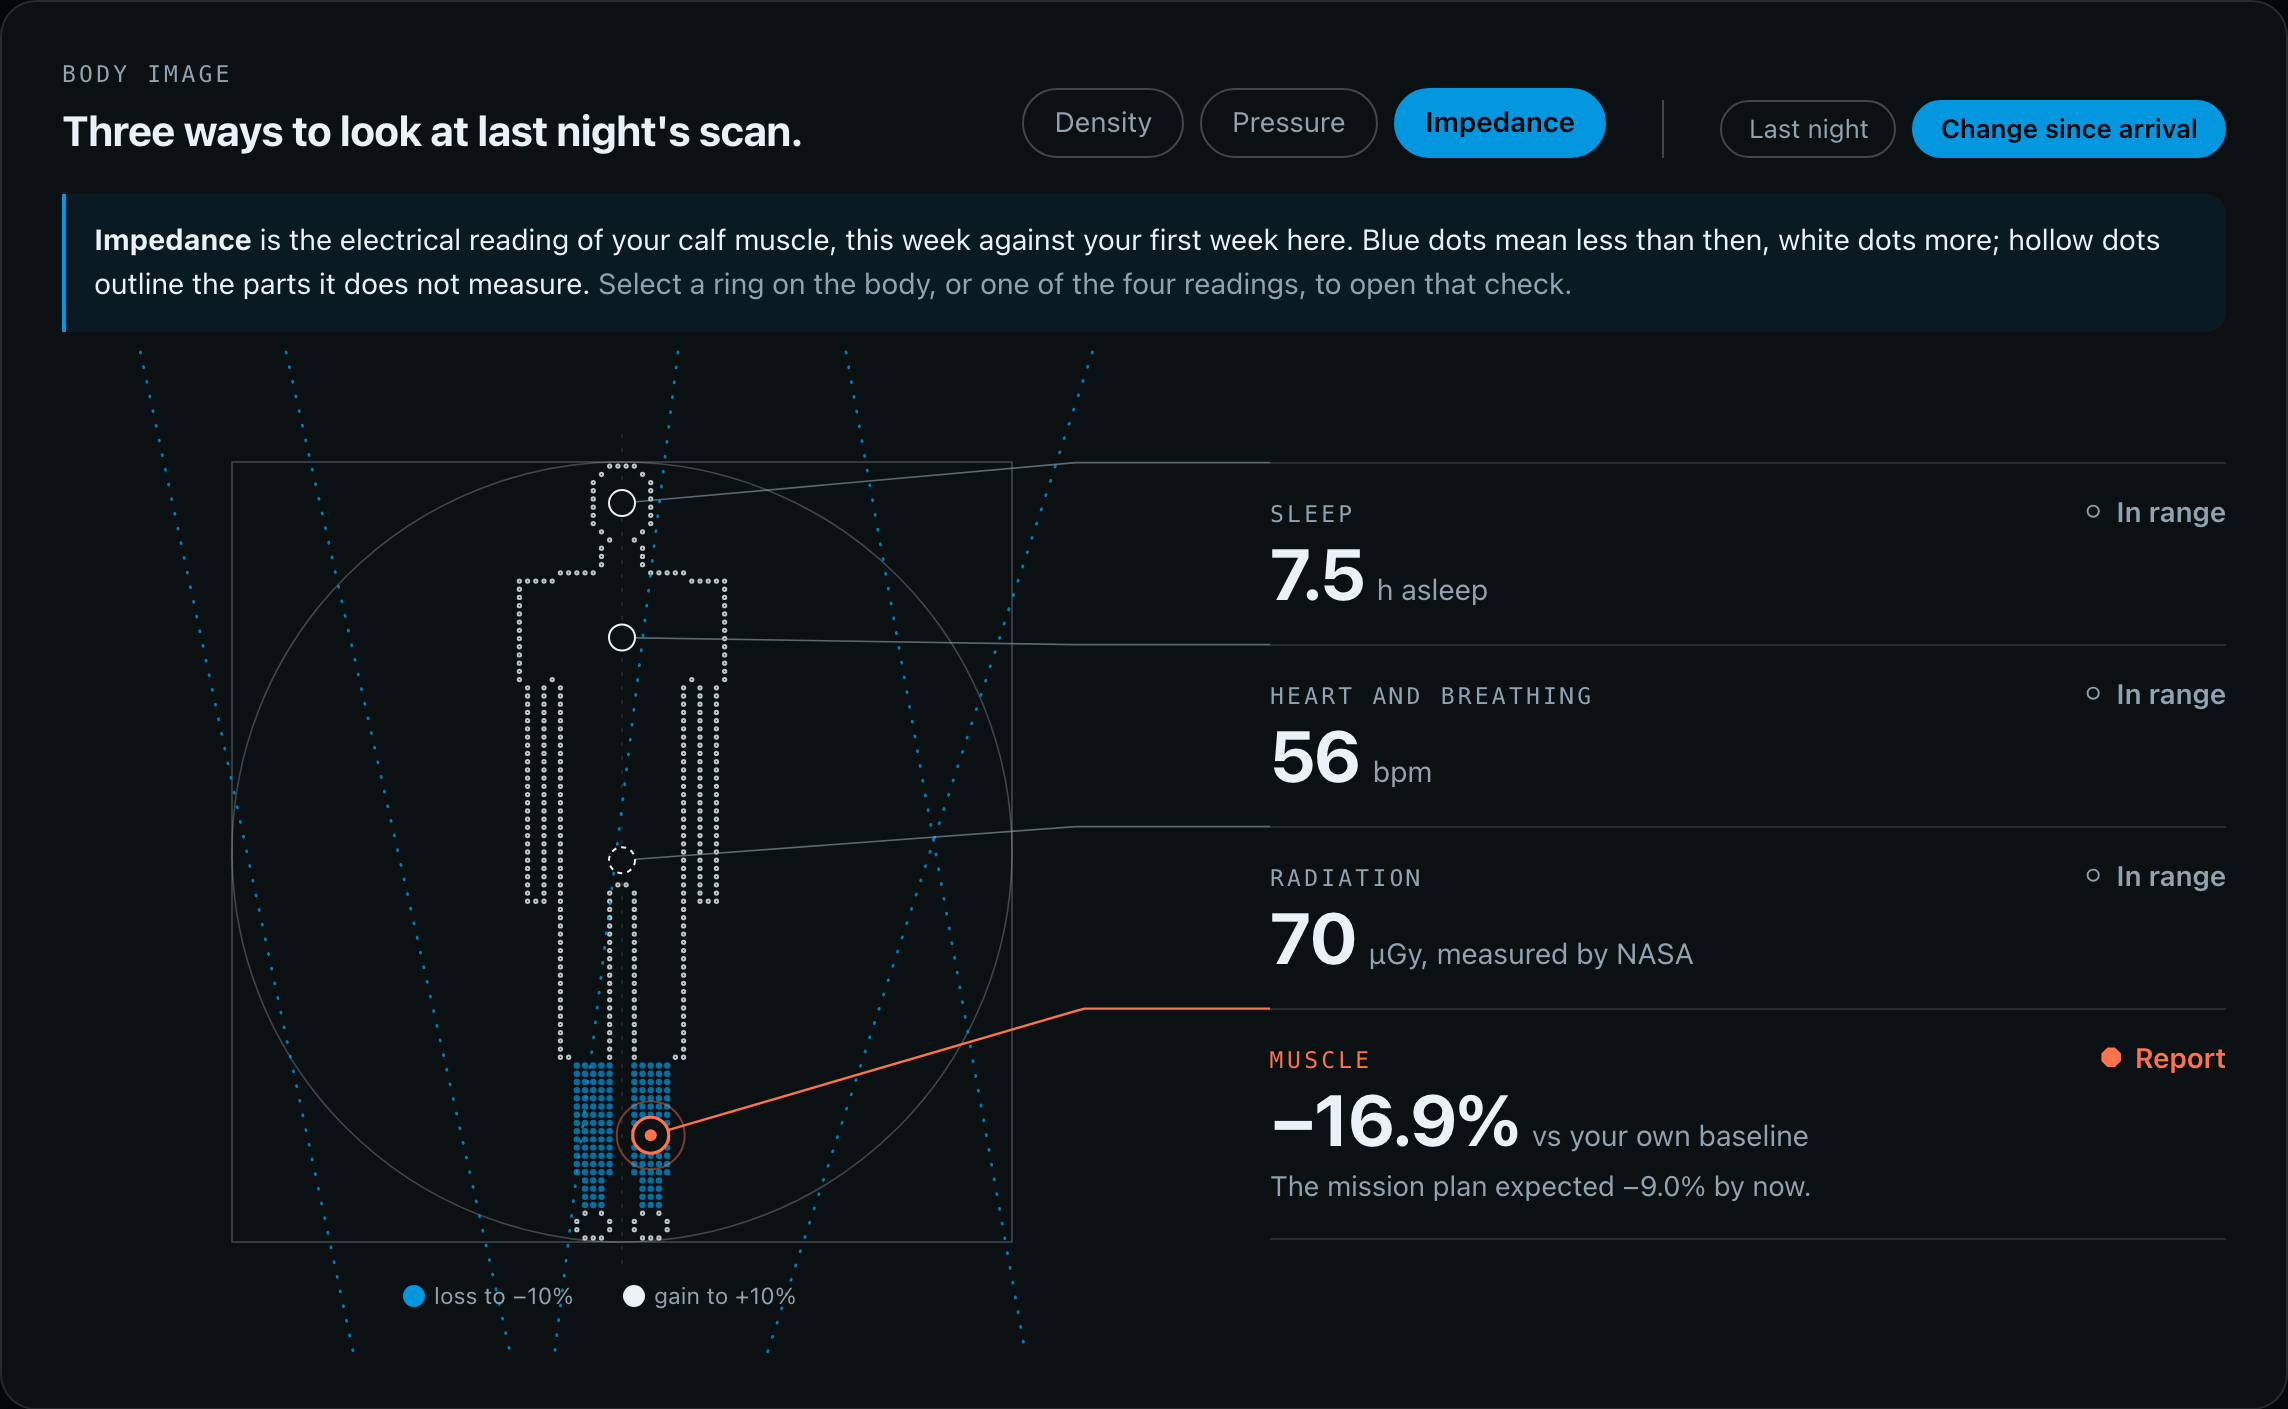 BODY IMAGE
Three ways to look at last night's scan.
Density
Pressure
Impedance
Last night
Change since arrival
Impedance is the electrical reading of your calf muscle, this week against your first week here. Blue dots mean less than then, white dots more; hollow dots
outline the parts it does not measure. Select a ring on the body, or one of the four readings, to open that check.
SLEEP
In range
7.5 h asleep
HEART AND BREATHING
In range
56 bpm
RADIATION
In range
70 µGy, measured by NASA
MUSCLE
Report
−16.9% vs your own baseline
The mission plan expected −9.0% by now.
loss to −10%
gain to +10%